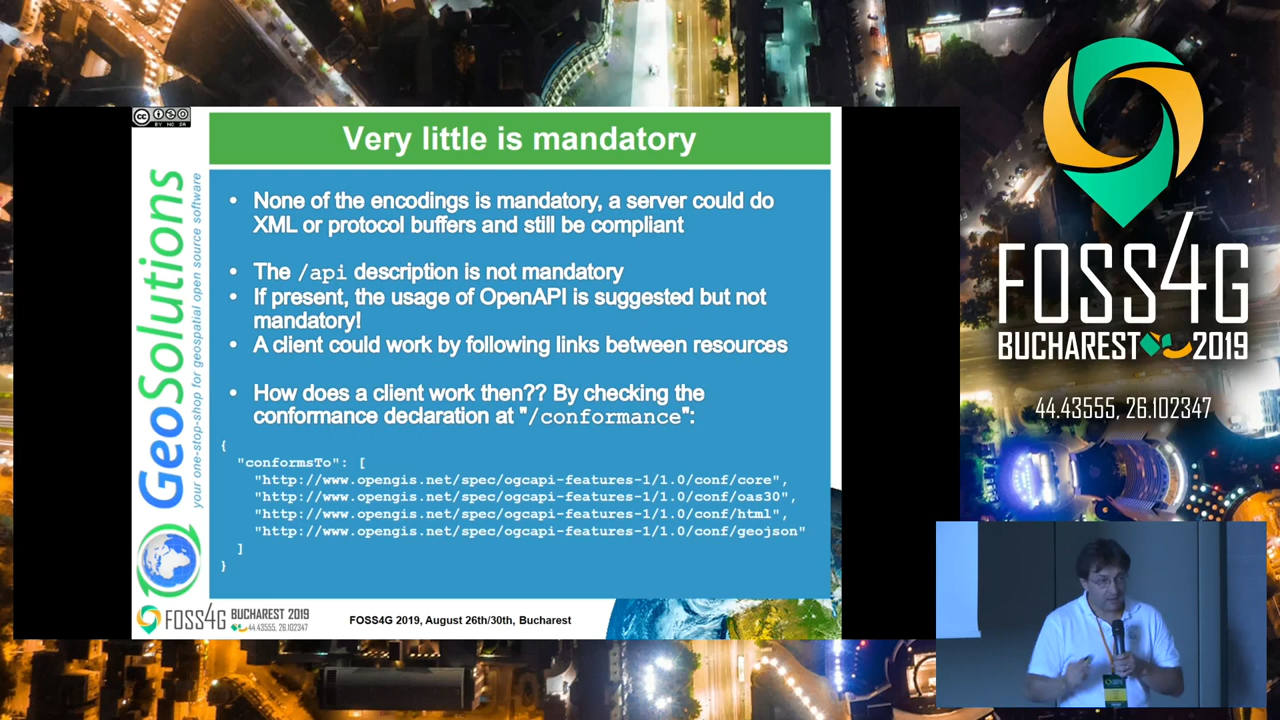 Very little is mandatory
• None of the encodings is mandatory, a server could do
XML or protocol buffers and still be compliant
• The /api description is not mandatory
• If present, the usage of OpenAPI is suggested but not
mandatory!
• A client could work by following links between resources
• How does a client work then?? By checking the
conformance declaration at "/conformance":
{
"conformsTo": [
"http://www.opengis.net/spec/ogcapi-features-1/1.0/conf/core",
"http://www.opengis.net/spec/ogcapi-features-1/1.0/conf/oas30",
"http://www.opengis.net/spec/ogcapi-features-1/1.0/conf/html",
"http://www.opengis.net/spec/ogcapi-features-1/1.0/conf/geojson"
]
}
GeoSolutions
your one-stop-shop for geospatial open source software
cc
BY NC SA
FOSS4G BUCHAREST 2019
44.43555, 26.102347
FOSS4G 2019, August 26th/30th, Bucharest
FOSS4G
BUCHAREST 2019
44.43555, 26.102347